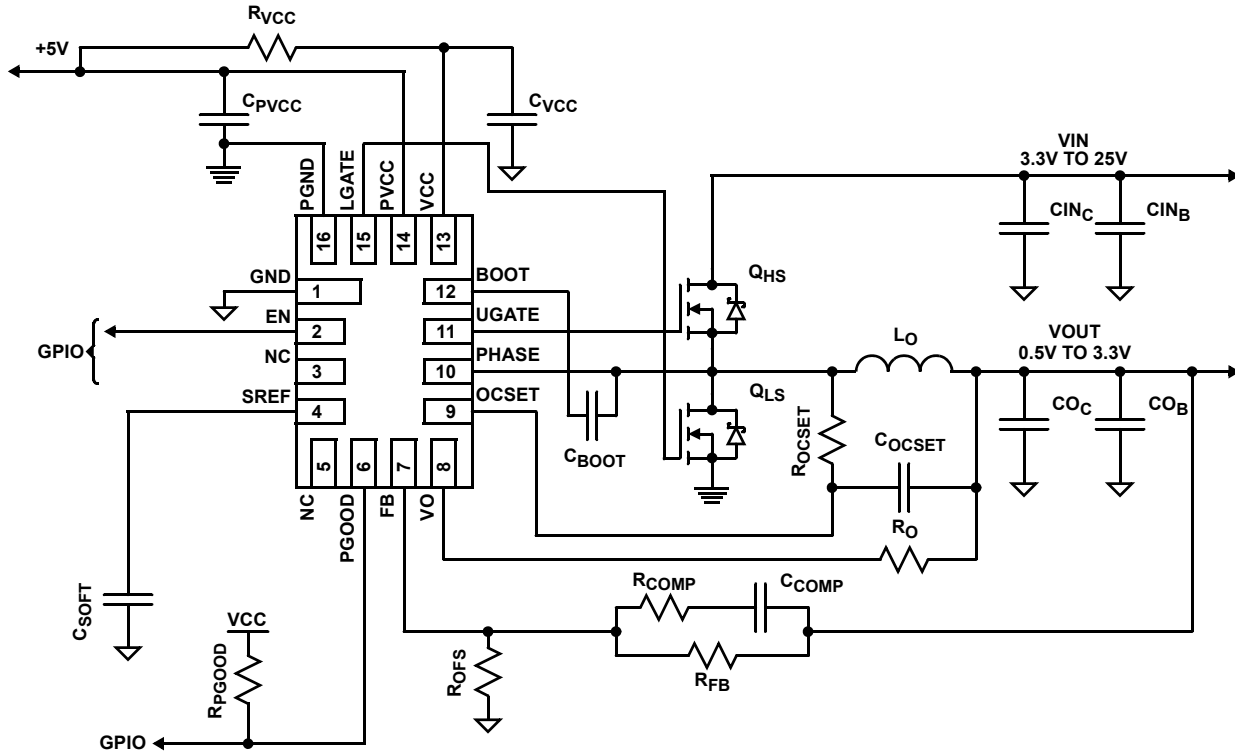 RVCC
+5V
CPVCC
CVCC
VIN
3.3V TO 25V
PGND
LGATE
PVCC
VCC
16
15
14
13
CINC
CINB
GND
1
12
BOOT
QHS
EN
2
11
UGATE
GPIO
NC
3
10
PHASE
LO
VOUT
0.5V TO 3.3V
SREF
4
9
OCSET
QLS
COC
COB
5
6
7
8
CBOOT
ROCSET
COCSET
NC
PGOOD
FB
VO
RO
CSOFT
RCOMP
CCOMP
VCC
RPGOOD
ROFS
RFB
GPIO